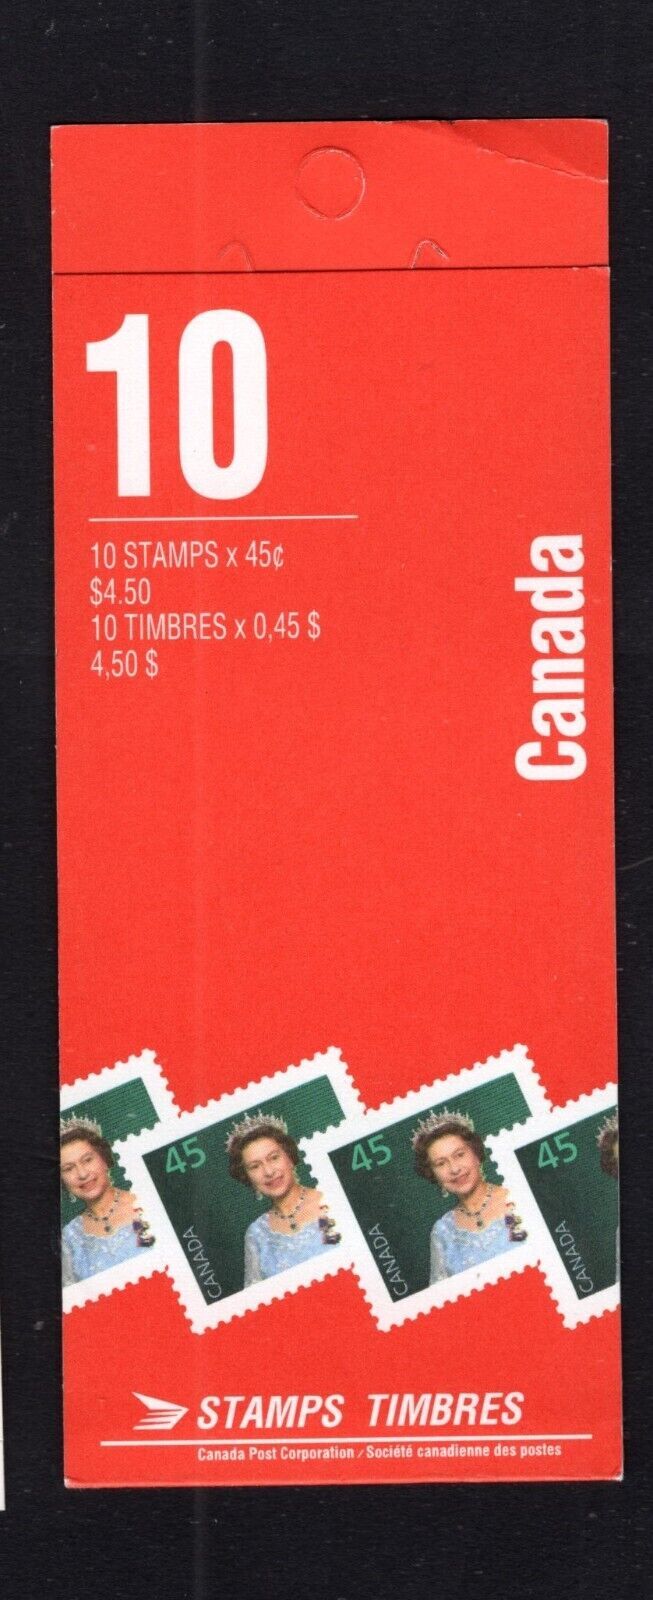 10
10 STAMPS x 45¢
$4.50
10 TIMBRES x 0,45 $
4,50 $
Canada
45
CANADA
45
CANADA
45
CANADA
STAMPS TIMBRES
Canada Post Corporation / Société canadienne des postes